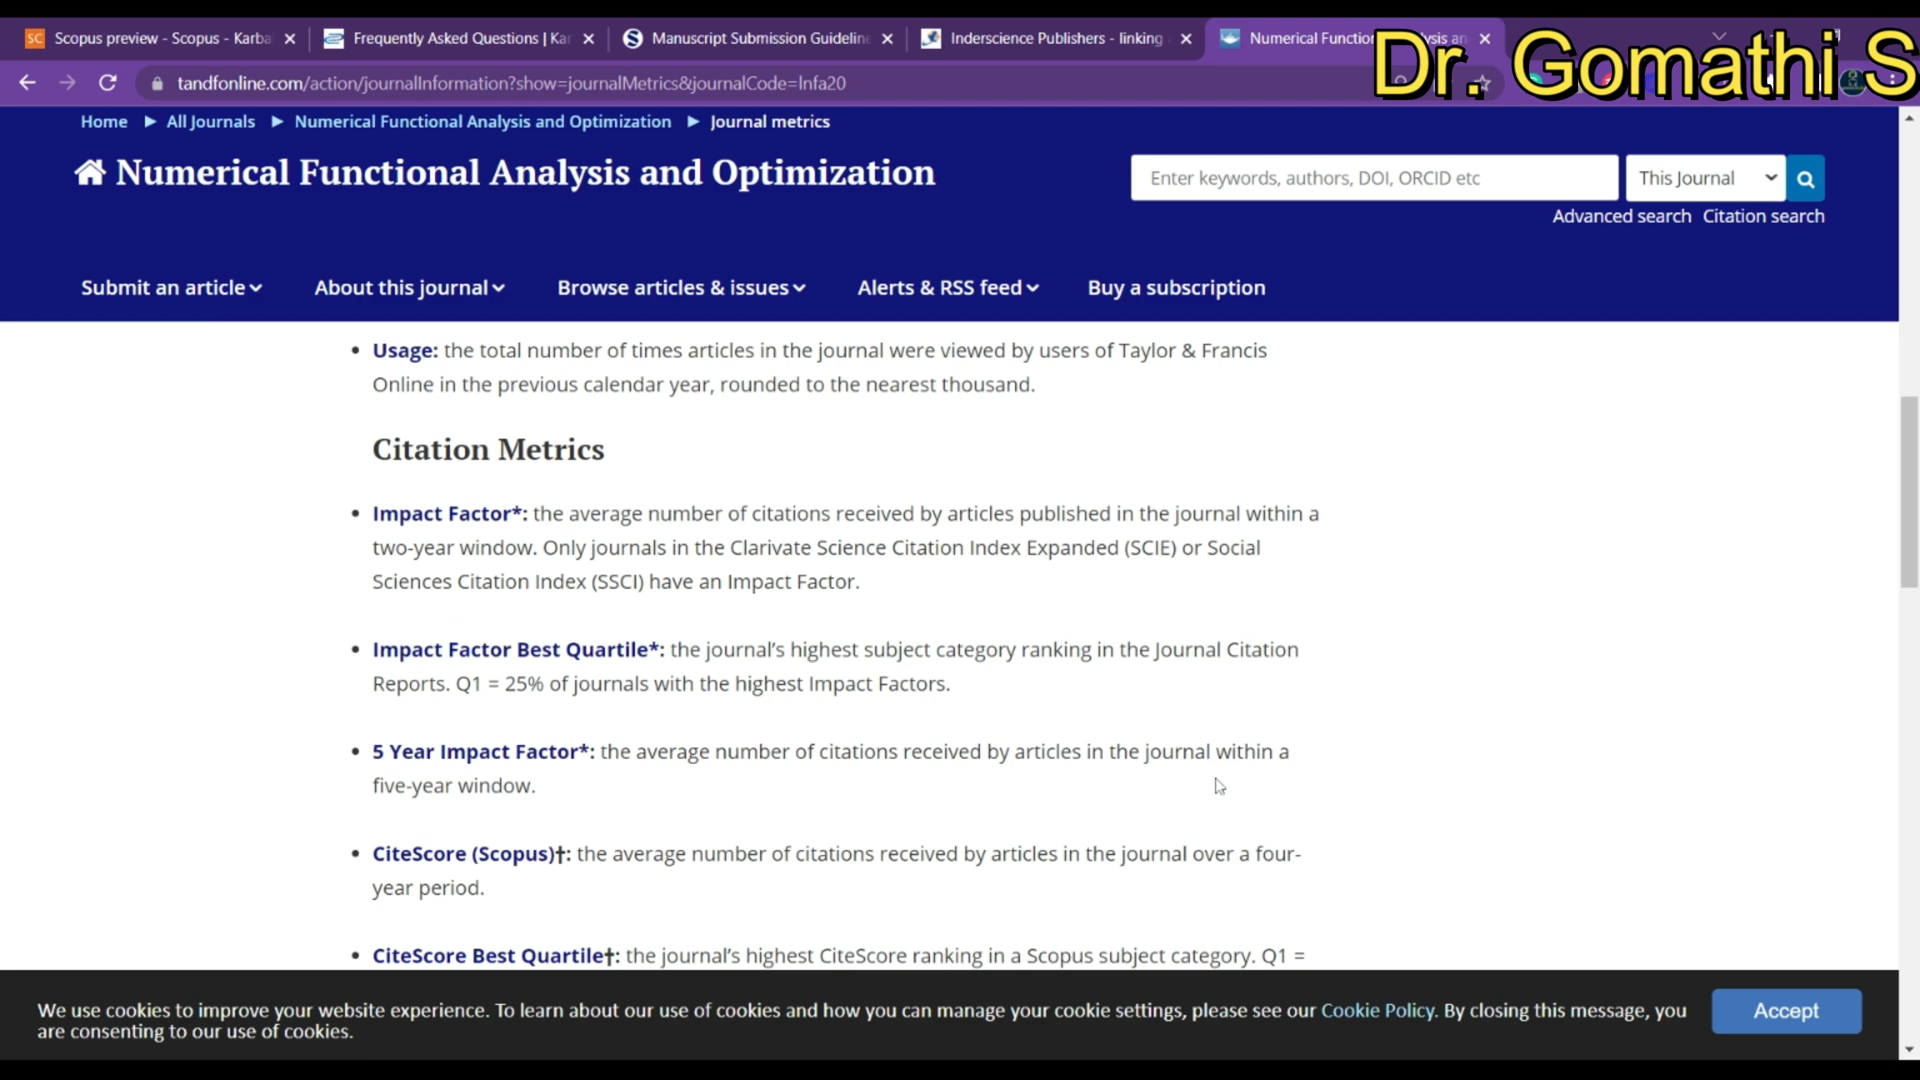 Scopus preview - Scopus - Karba
Frequently Asked Questions | Kar
Manuscript Submission Guideline
Inderscience Publishers - linking
Numerical Function
Dr. Gomathi S
tandfonline.com/action/journalInformation?show=journalMetrics&journalCode=lnfa20
Home ▶ All Journals ▶ Numerical Functional Analysis and Optimization ▶ Journal metrics
Numerical Functional Analysis and Optimization
Enter keywords, authors, DOI, ORCID etc
This Journal
Advanced search Citation search
Submit an article
About this journal
Browse articles & issues
Alerts & RSS feed
Buy a subscription
• Usage: the total number of times articles in the journal were viewed by users of Taylor & Francis
Online in the previous calendar year, rounded to the nearest thousand.
Citation Metrics
• Impact Factor*: the average number of citations received by articles published in the journal within a
two-year window. Only journals in the Clarivate Science Citation Index Expanded (SCIE) or Social
Sciences Citation Index (SSCI) have an Impact Factor.
• Impact Factor Best Quartile*: the journal’s highest subject category ranking in the Journal Citation
Reports. Q1 = 25% of journals with the highest Impact Factors.
• 5 Year Impact Factor*: the average number of citations received by articles in the journal within a
five-year window.
• CiteScore (Scopus)†: the average number of citations received by articles in the journal over a four-
year period.
• CiteScore Best Quartile†: the journal’s highest CiteScore ranking in a Scopus subject category. Q1 =
We use cookies to improve your website experience. To learn about our use of cookies and how you can manage your cookie settings, please see our Cookie Policy. By closing this message, you
are consenting to our use of cookies.
Accept